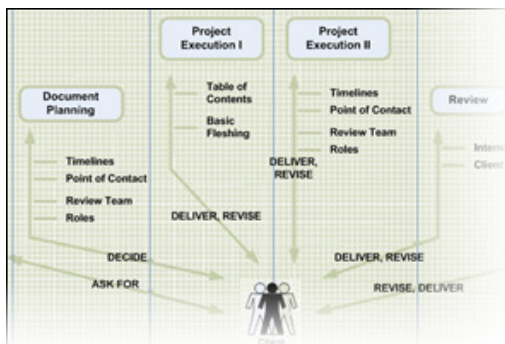 Project
Execution I
Project
Execution II
Document
Planning
Review
Table of
Contents
Basic
Fleshing
Timelines
Point of Contact
Review Team
Roles
Timelines
Point of Contact
Review Team
Roles
Client
DELIVER,
REVISE
DELIVER, REVISE
DECIDE
DELIVER, REVISE
ASK FOR
REVISE, DELIVER
Client